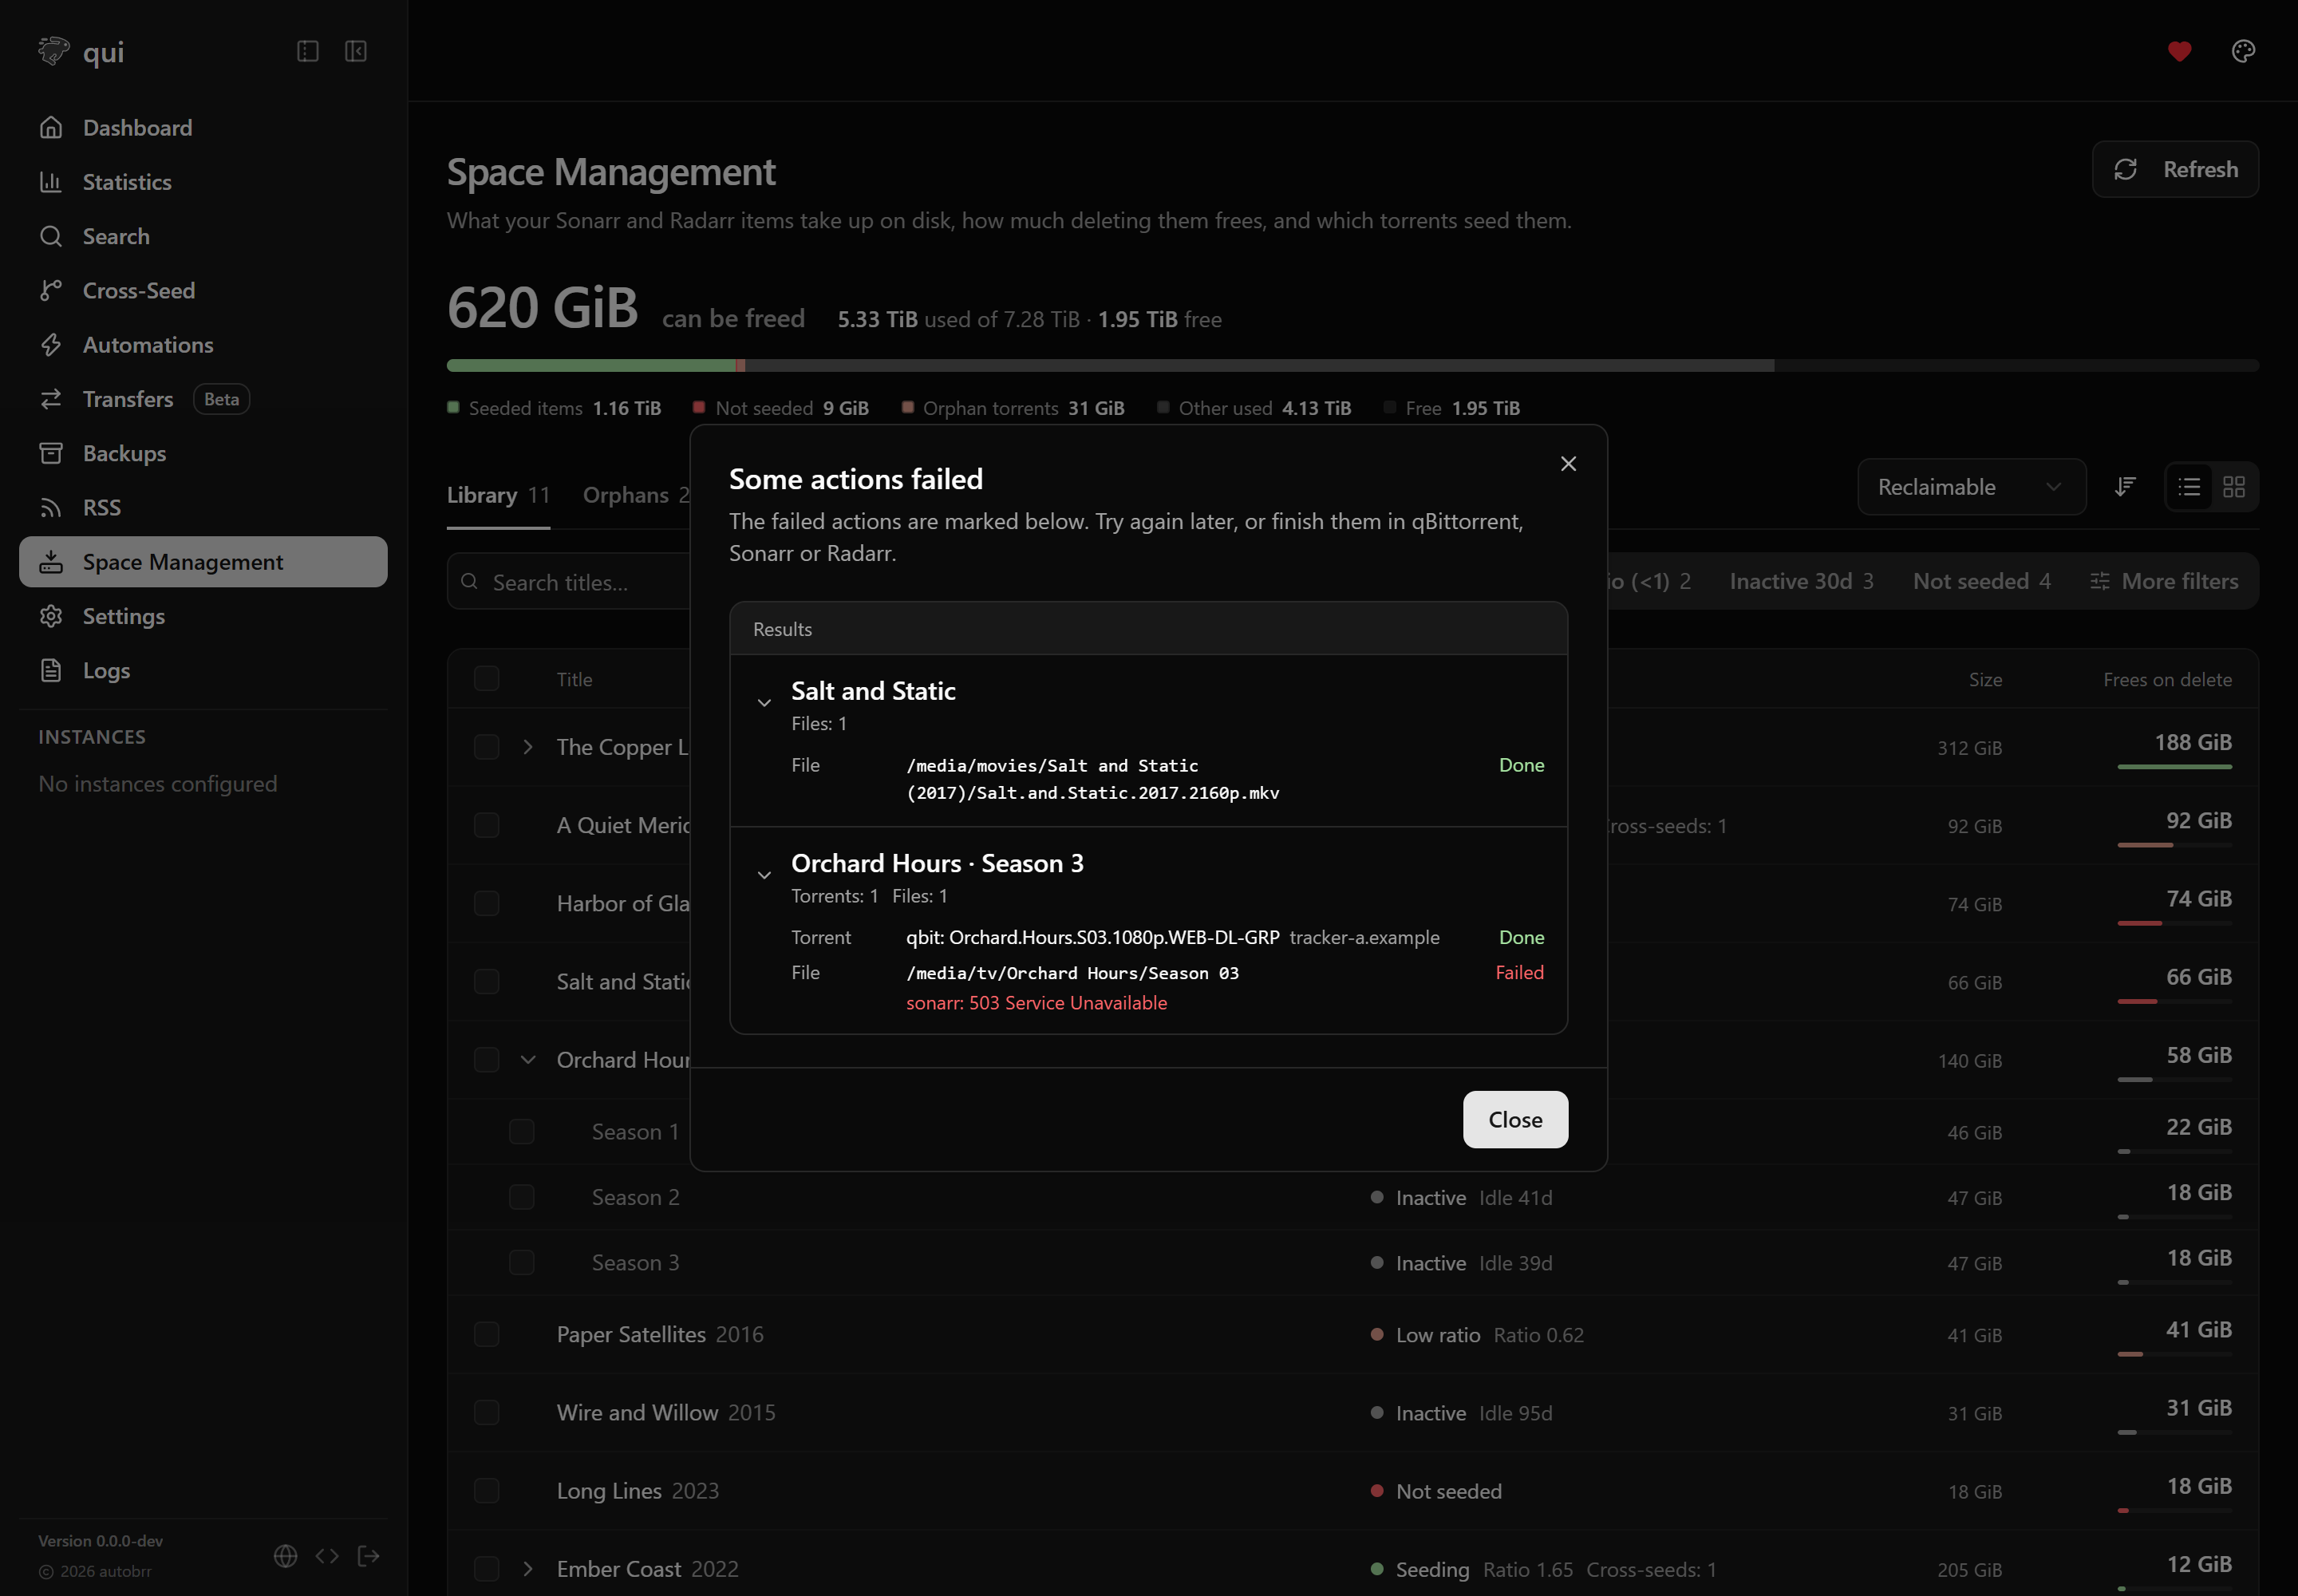 qui
Dashboard
Statistics
Search
Cross-Seed
Automations
Transfers Beta
Backups
RSS
Space Management
Settings
Logs
INSTANCES
No instances configured
Version 0.0.0-dev
© 2026 autobrr
Space Management
Refresh
What your Sonarr and Radarr items take up on disk, how much deleting them frees, and which torrents seed them.
620 GiB can be freed 5.33 TiB used of 7.28 TiB · 1.95 TiB free
Seeded items 1.16 TiB Not seeded 9 GiB Orphan torrents 31 GiB Other used 4.13 TiB Free 1.95 TiB
Library 11 Orphans 2
Reclaimable
Search titles...
io (<1) 2 Inactive 30d 3 Not seeded 4 More filters
Title Size Frees on delete
The Copper L 312 GiB 188 GiB
A Quiet Meric Cross-seeds: 1 92 GiB 92 GiB
Harbor of Gla 74 GiB 74 GiB
Salt and Static 66 GiB 66 GiB
Orchard Hour 140 GiB 58 GiB
Season 1 46 GiB 22 GiB
Season 2 Inactive Idle 41d 47 GiB 18 GiB
Season 3 Inactive Idle 39d 47 GiB 18 GiB
Paper Satellites 2016 Low ratio Ratio 0.62 41 GiB 41 GiB
Wire and Willow 2015 Inactive Idle 95d 31 GiB 31 GiB
Long Lines 2023 Not seeded 18 GiB 18 GiB
Ember Coast 2022 Seeding Ratio 1.65 Cross-seeds: 1 205 GiB 12 GiB
Some actions failed
The failed actions are marked below. Try again later, or finish them in qBittorrent,
Sonarr or Radarr.
Results
Salt and Static
Files: 1
File /media/movies/Salt and Static Done
(2017)/Salt.and.Static.2017.2160p.mkv
Orchard Hours · Season 3
Torrents: 1 Files: 1
Torrent qbit: Orchard.Hours.S03.1080p.WEB-DL-GRP tracker-a.example Done
File /media/tv/Orchard Hours/Season 03 Failed
sonarr: 503 Service Unavailable
Close